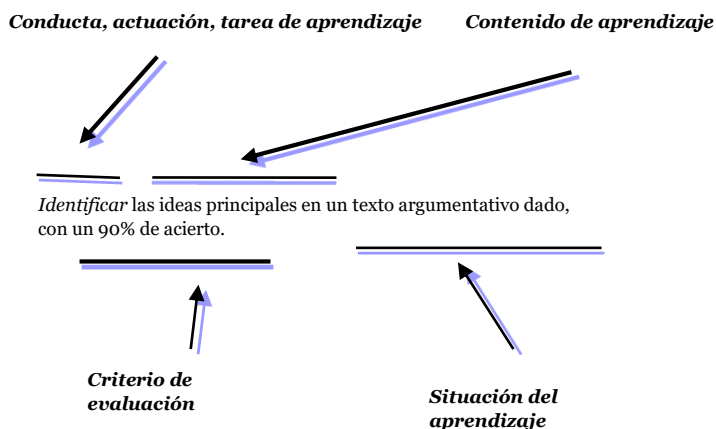 Conducta, actuación, tarea de aprendizaje
Contenido de aprendizaje
Identificar las ideas principales en un texto argumentativo dado,
con un 90% de acierto.
Criterio de
evaluación
Situación del
aprendizaje